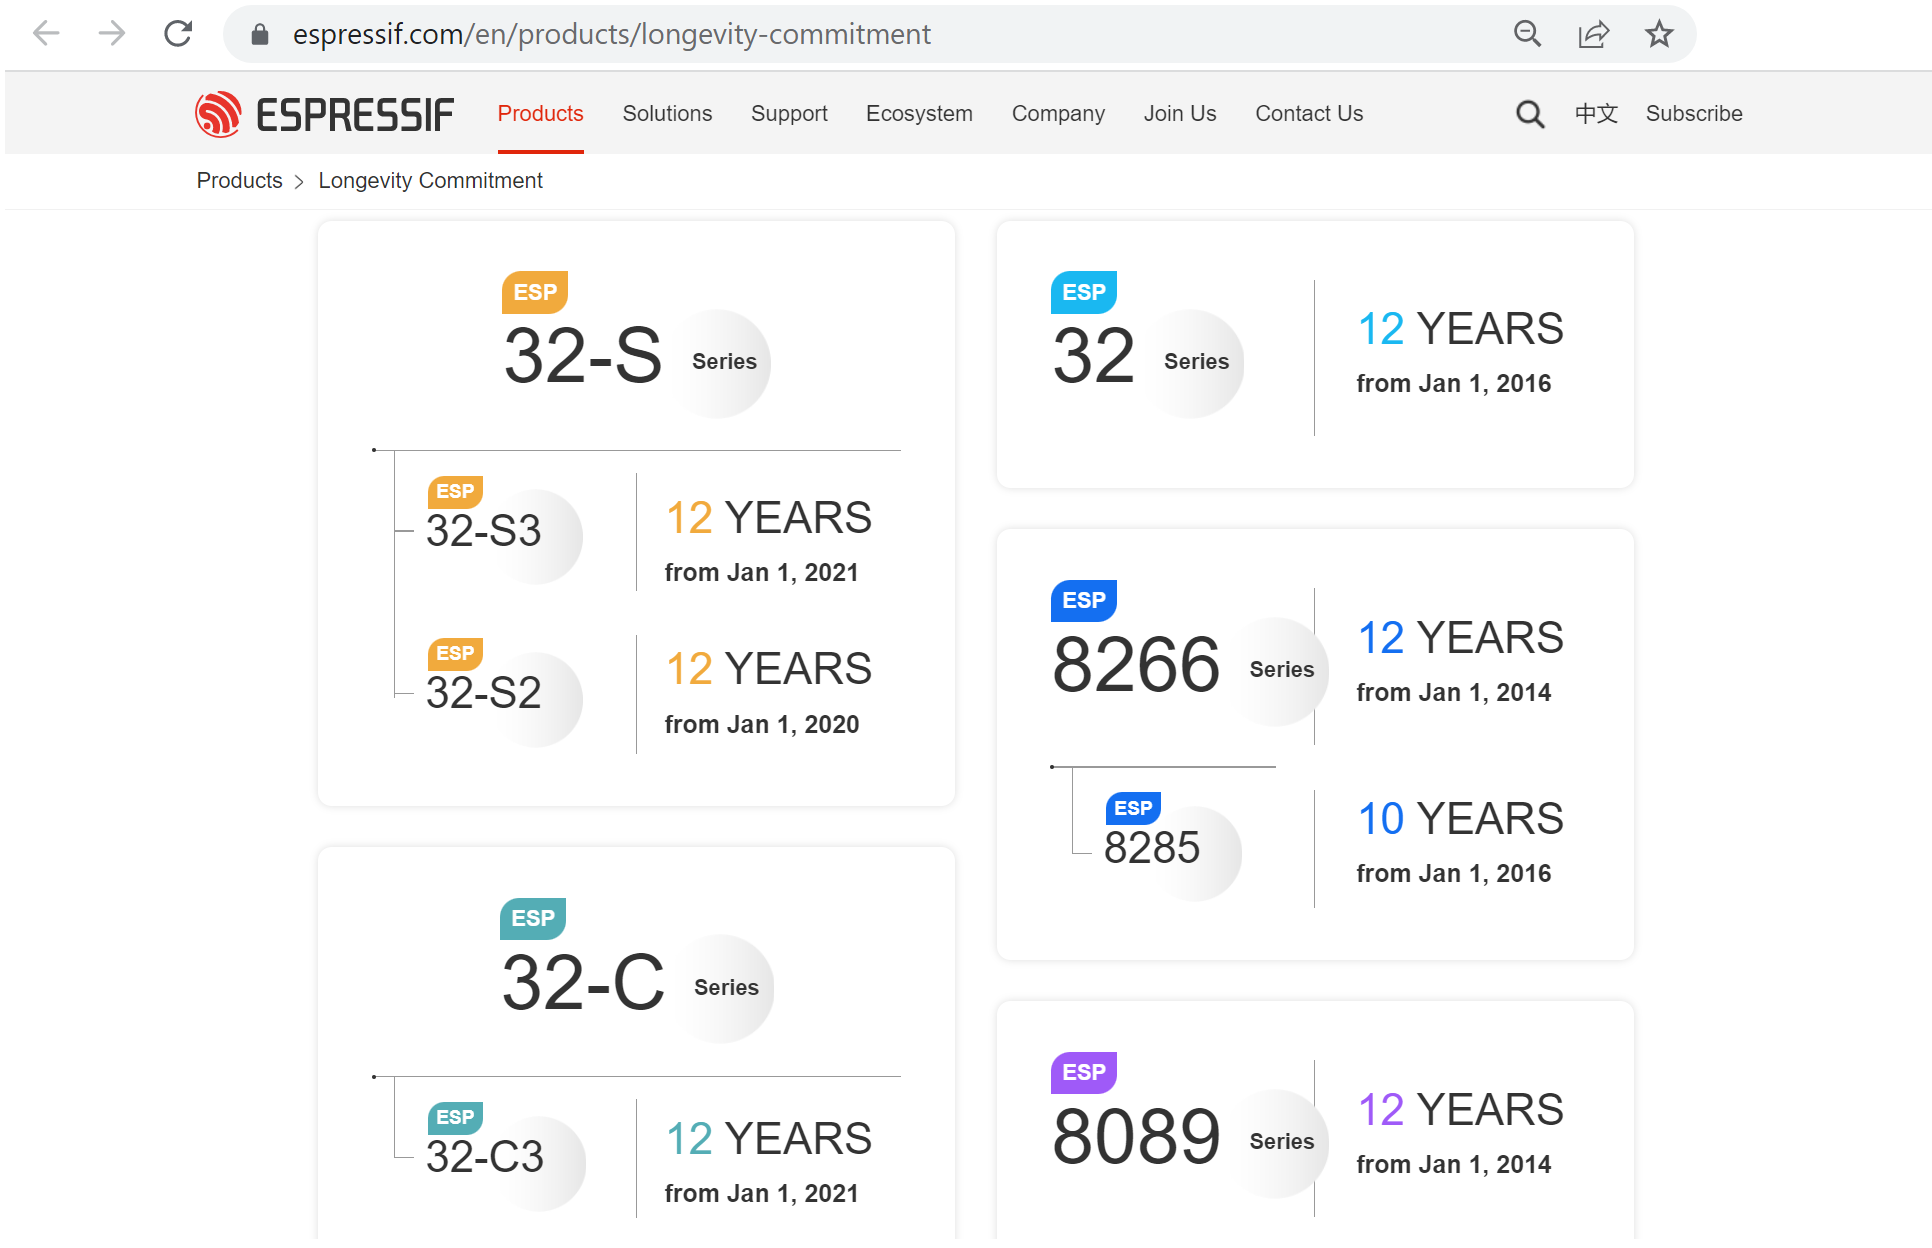 espressif.com/en/products/longevity-commitment
ESPRESSIF Products Solutions Support Ecosystem Company Join Us Contact Us 中文 Subscribe
Products > Longevity Commitment
ESP
32-S Series
ESP
32-S3
12 YEARS
from Jan 1, 2021
ESP
32-S2
12 YEARS
from Jan 1, 2020
ESP
32-C Series
ESP
32-C3
12 YEARS
from Jan 1, 2021
ESP
32 Series
12 YEARS
from Jan 1, 2016
ESP
8266 Series
12 YEARS
from Jan 1, 2014
ESP
8285
10 YEARS
from Jan 1, 2016
ESP
8089 Series
12 YEARS
from Jan 1, 2014